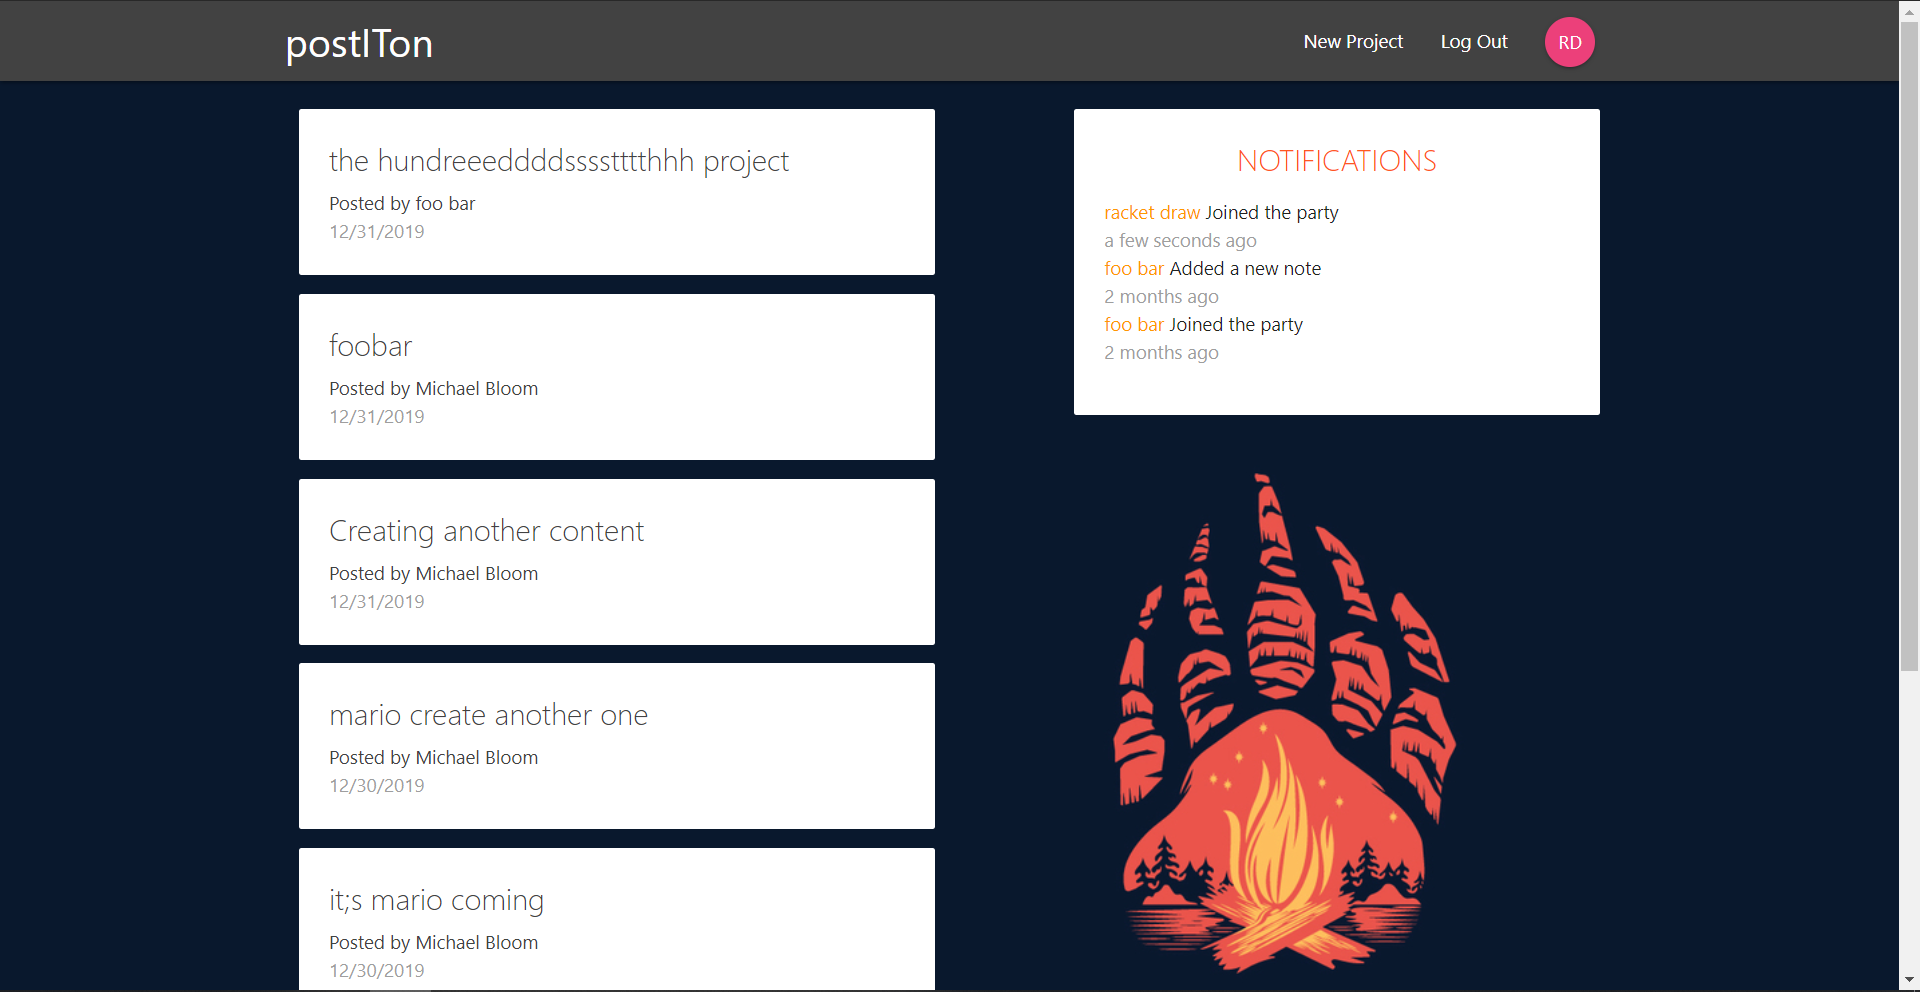 postITon
New Project
Log Out
RD
the hundreeeddddssssttttthhh project
Posted by foo bar
12/31/2019
foobar
Posted by Michael Bloom
12/31/2019
Creating another content
Posted by Michael Bloom
12/31/2019
mario create another one
Posted by Michael Bloom
12/30/2019
it;s mario coming
Posted by Michael Bloom
12/30/2019
NOTIFICATIONS
racket draw Joined the party
a few seconds ago
foo bar Added a new note
2 months ago
foo bar Joined the party
2 months ago